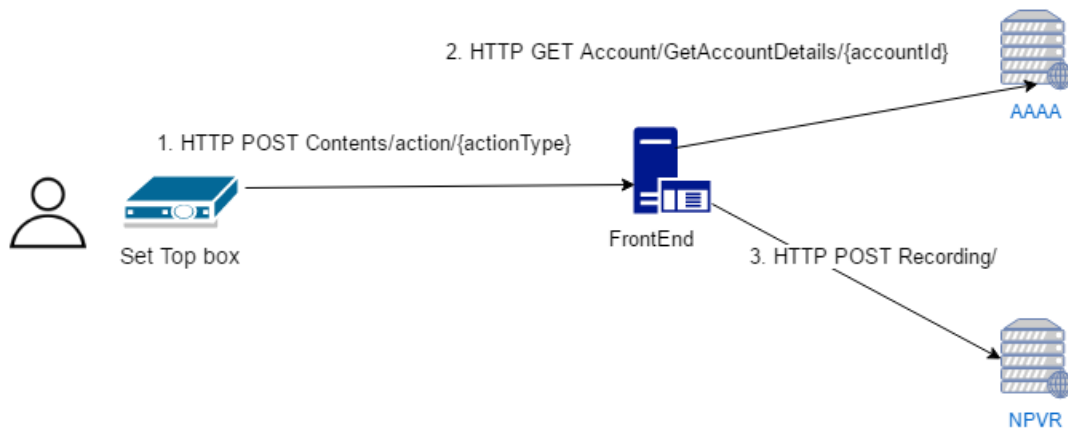 2. HTTP GET Account/GetAccountDetails/{accountId}
AAAA
1. HTTP POST Contents/action/{actionType}
Set Top box
FrontEnd
3. HTTP POST Recording/
NPVR